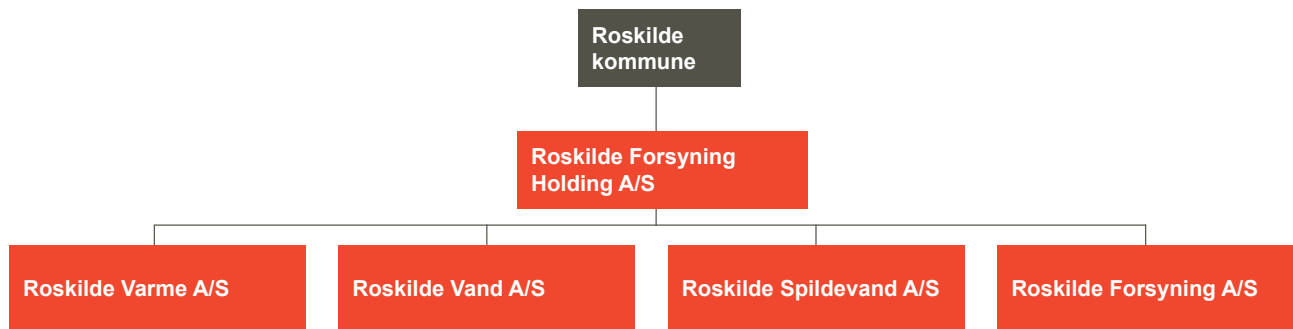 Roskilde
kommune
Roskilde Forsyning
Holding A/S
Roskilde Varme A/S
Roskilde Vand A/S
Roskilde Spildevand A/S
Roskilde Forsyning A/S